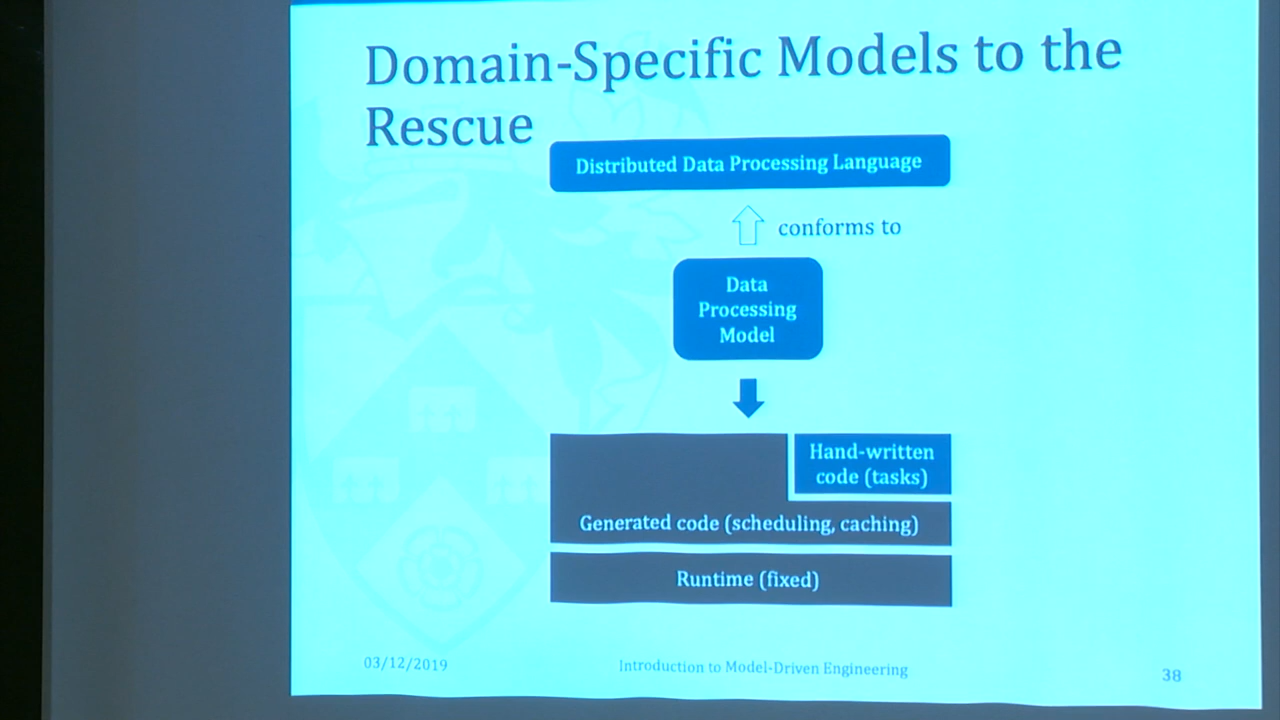 Domain-Specific Models to the
Rescue
Distributed Data Processing Language
conforms to
Data
Processing
Model
Hand-written
code (tasks)
Generated code (scheduling, caching)
Runtime (fixed)
03/12/2019
Introduction to Model-Driven Engineering
38